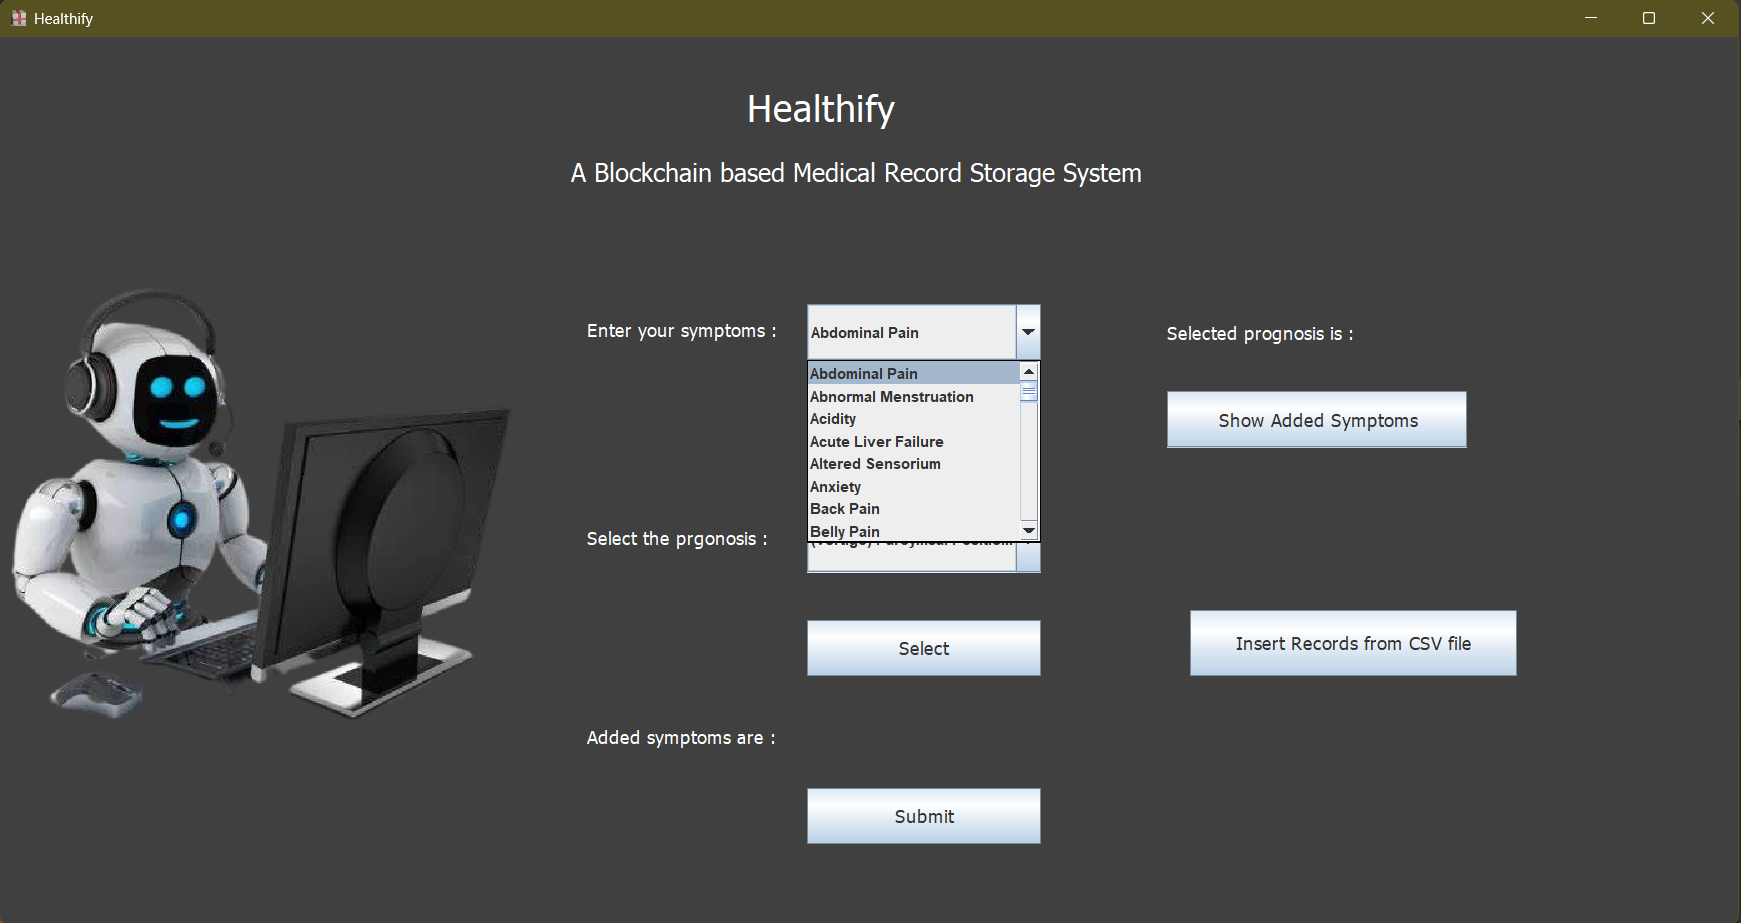 Healthify
Healthify
A Blockchain based Medical Record Storage System
Enter your symptoms :
Abdominal Pain
Selected prognosis is :
Abdominal Pain
Abnormal Menstruation
Acidity
Acute Liver Failure
Altered Sensorium
Anxiety
Back Pain
Belly Pain
Show Added Symptoms
Select the prgonosis :
Select
Insert Records from CSV file
Added symptoms are :
Submit